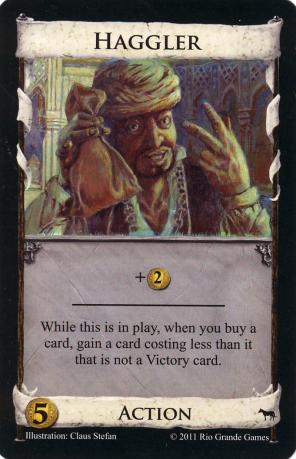 HAGGLER
+2
While this is in play, when you buy a
card, gain a card costing less than it
that is not a Victory card.
5 ACTION
Illustration: Claus Stefan © 2011 Rio Grande Games